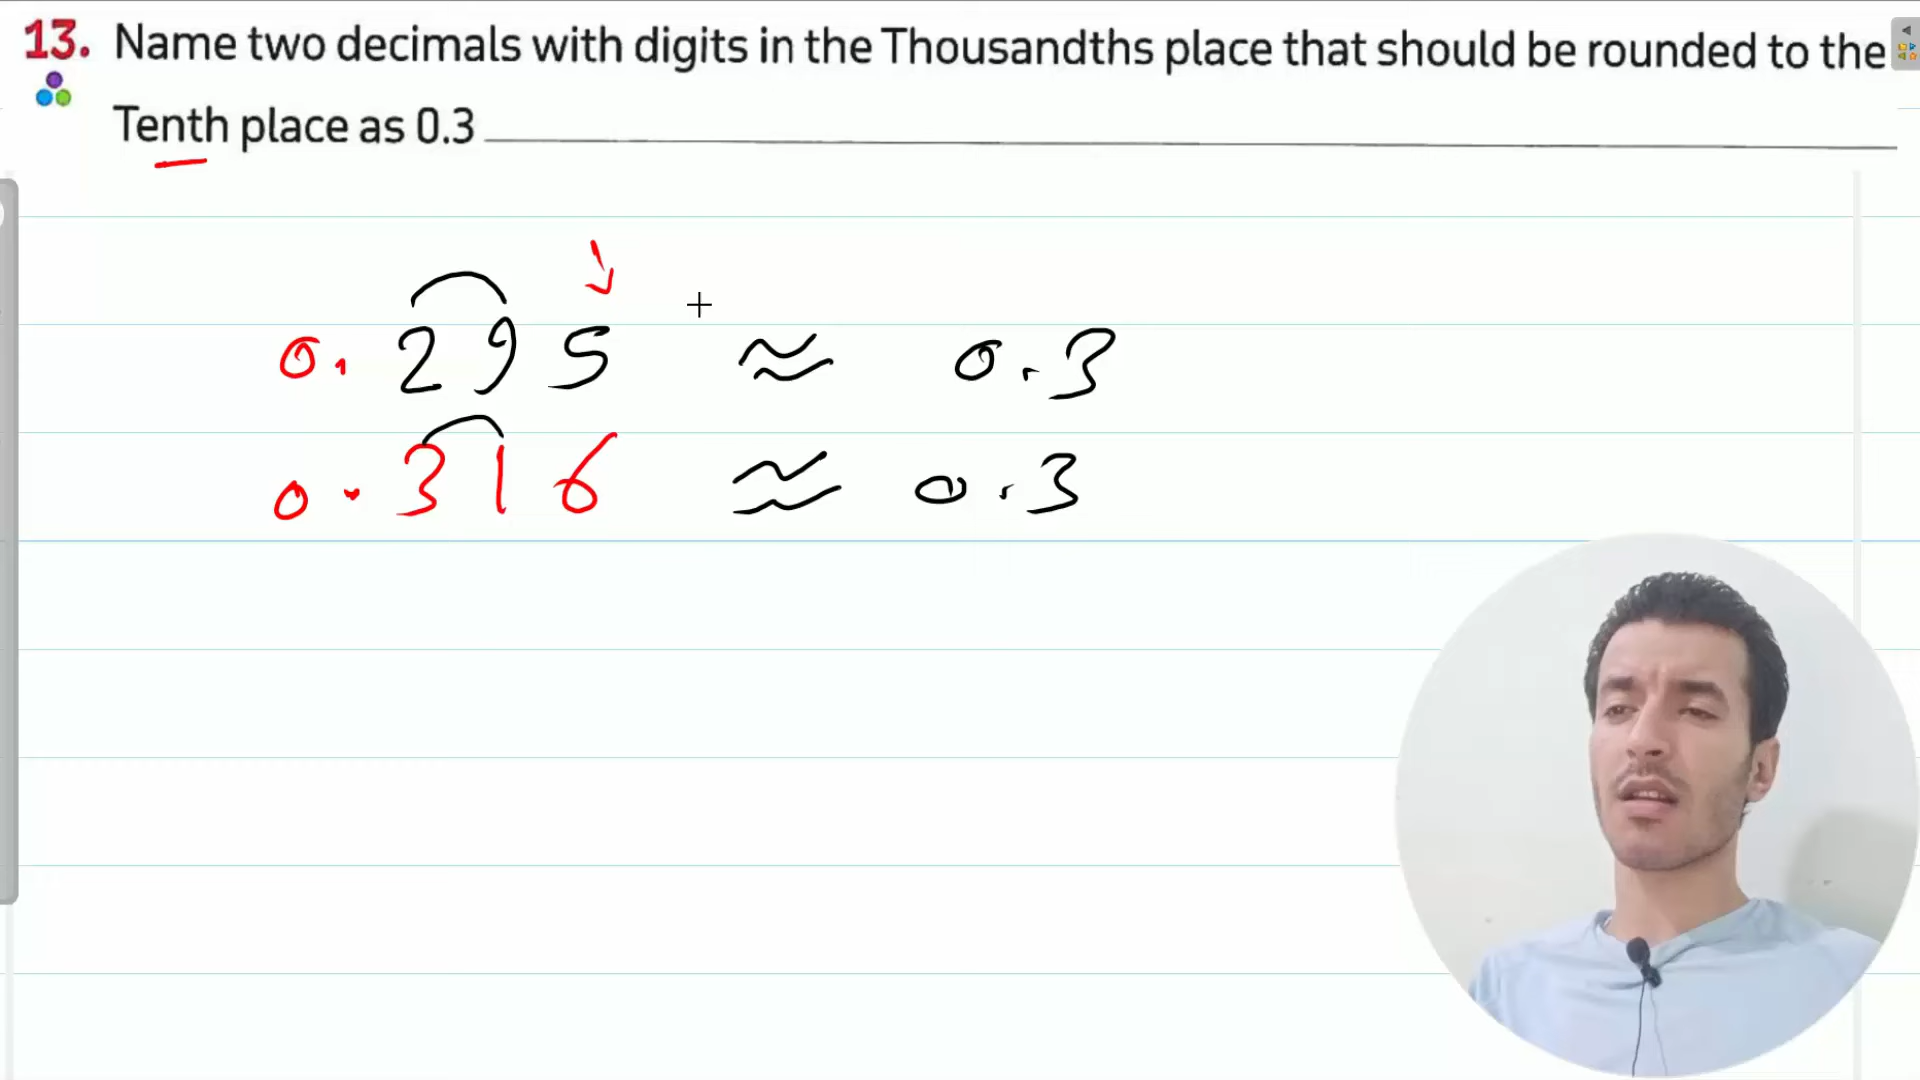 13. Name two decimals with digits in the Thousandths place that should be rounded to the
Tenth place as 0.3
0.295 ≈ 0.3
0.316 ≈ 0.3